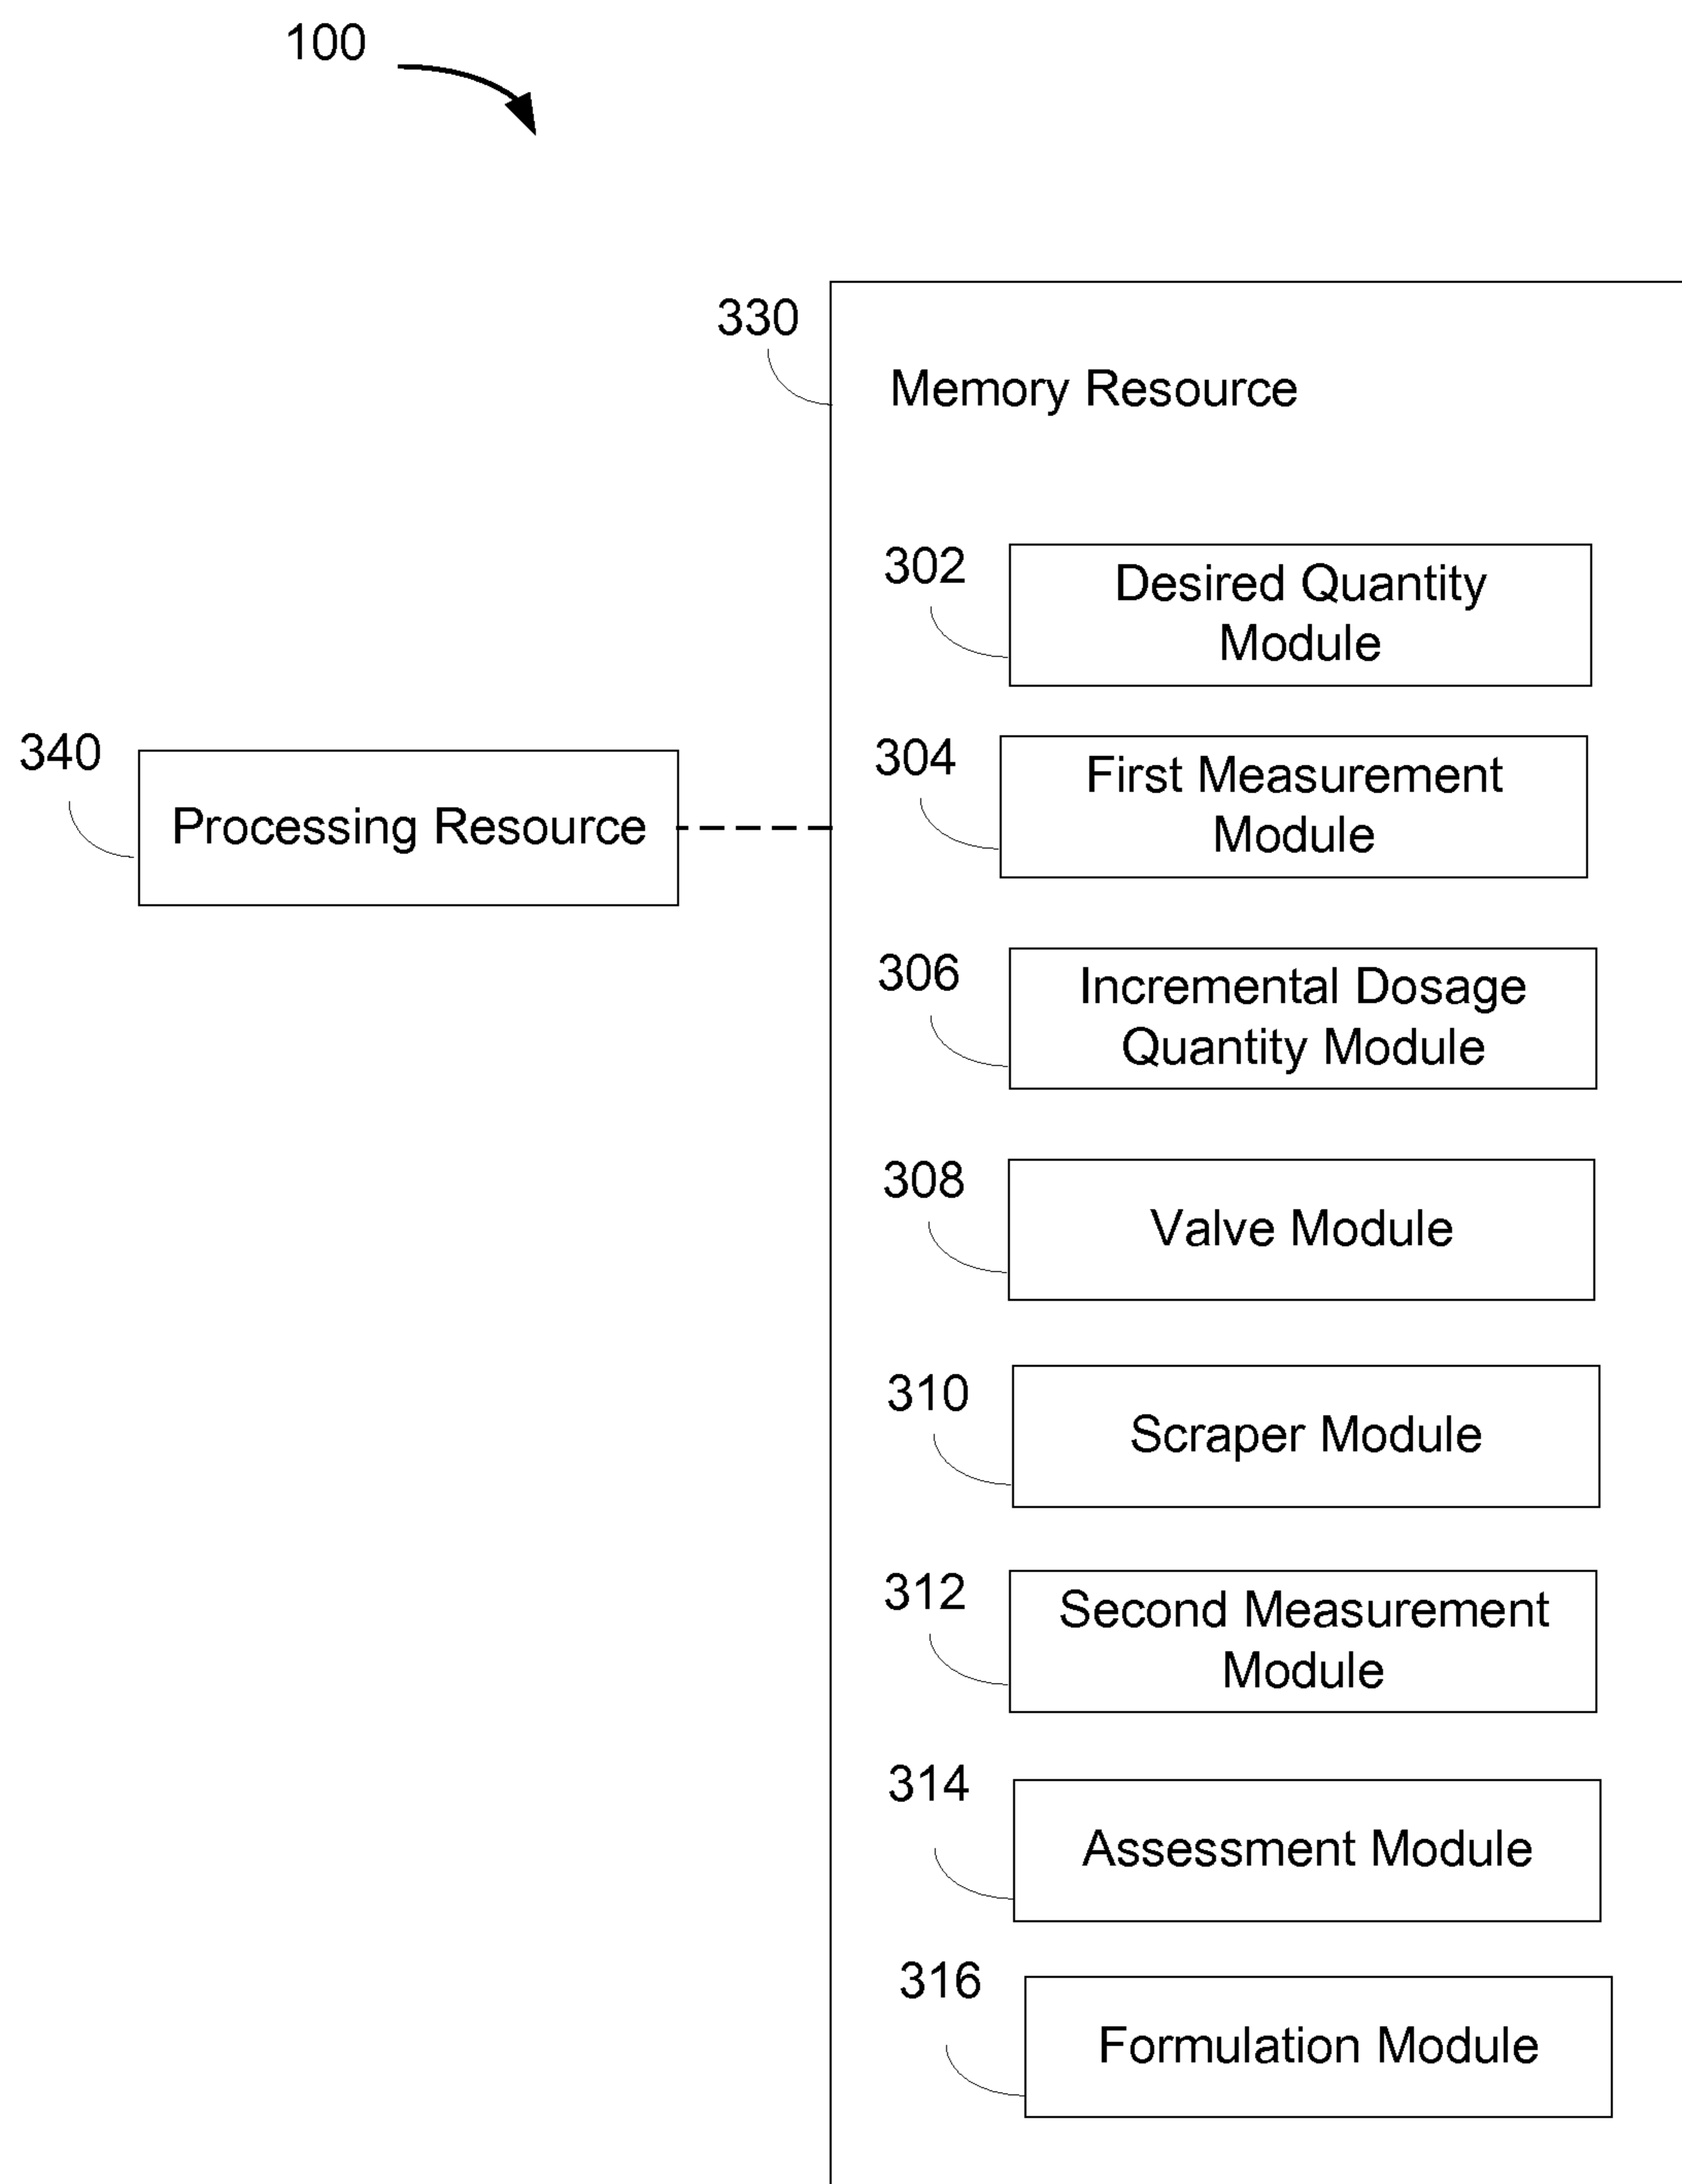 100
330
Memory Resource
302
Desired Quantity
Module
340
Processing Resource
304
First Measurement
Module
306
Incremental Dosage
Quantity Module
308
Valve Module
310
Scraper Module
312
Second Measurement
Module
314
Assessment Module
316
Formulation Module